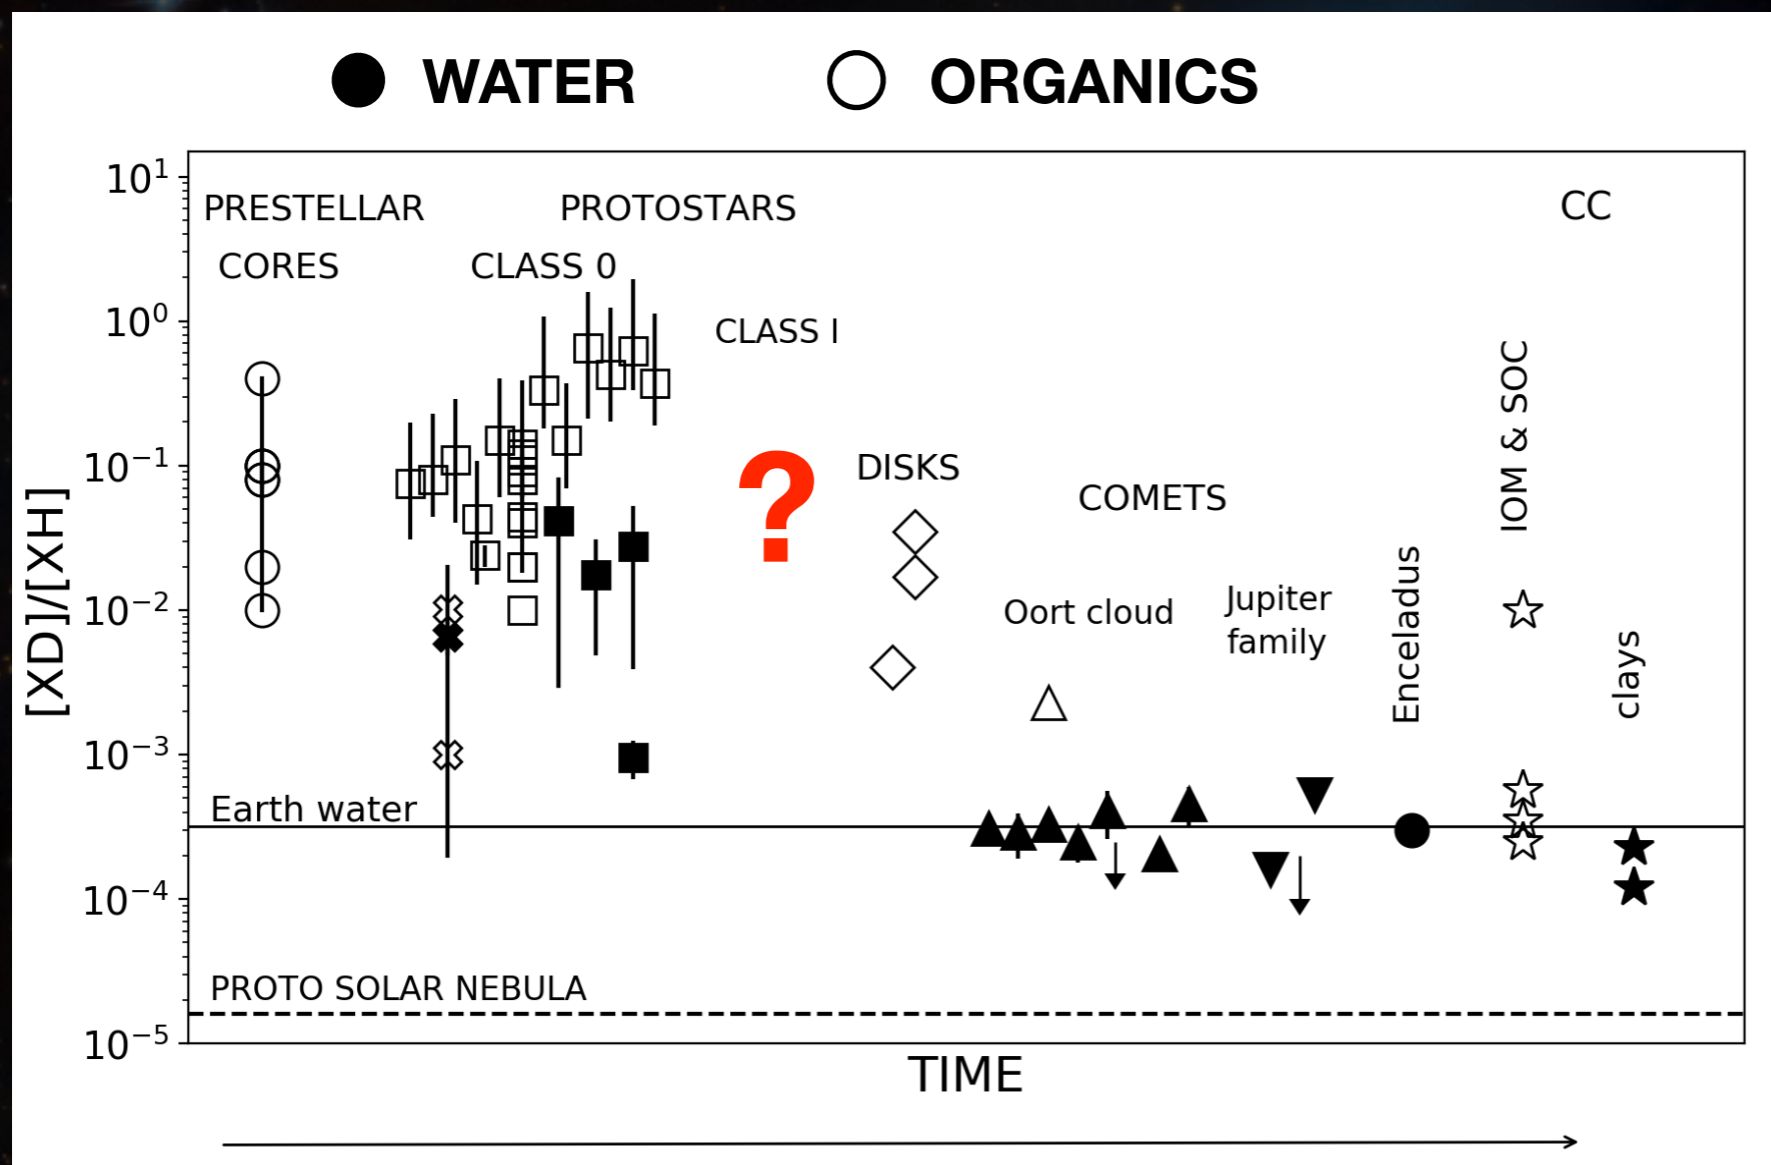 WATER
ORGANICS
10¹
10⁰
10⁻¹
10⁻²
10⁻³
10⁻⁴
10⁻⁵
[XD]/[XH]
PRESTELLAR
CORES
PROTOSTARS
CLASS 0
CLASS I
?
DISKS
COMETS
Oort cloud
Jupiter
family
Enceladus
CC
IOM & SOC
clays
Earth water
PROTO SOLAR NEBULA
TIME